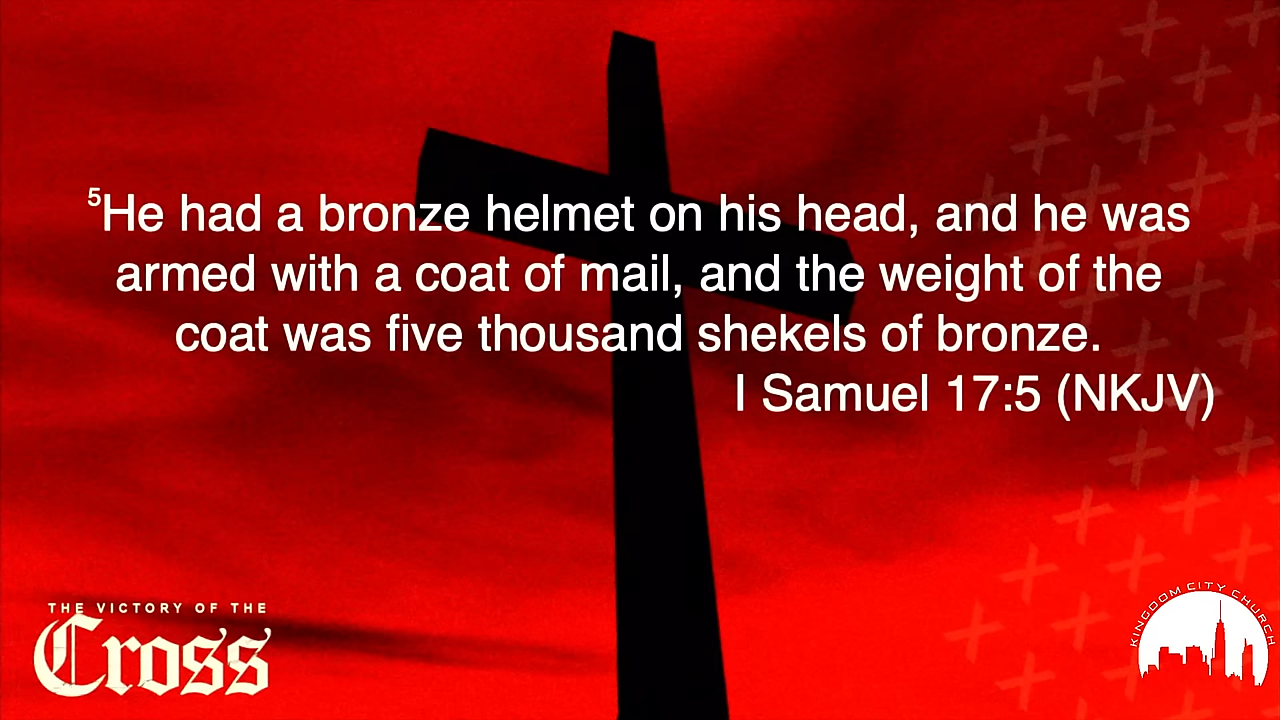 ⁵He had a bronze helmet on his head, and he was
armed with a coat of mail, and the weight of the
coat was five thousand shekels of bronze.
I Samuel 17:5 (NKJV)
THE VICTORY OF THE
Cross
KINGDOM CITY CHURCH